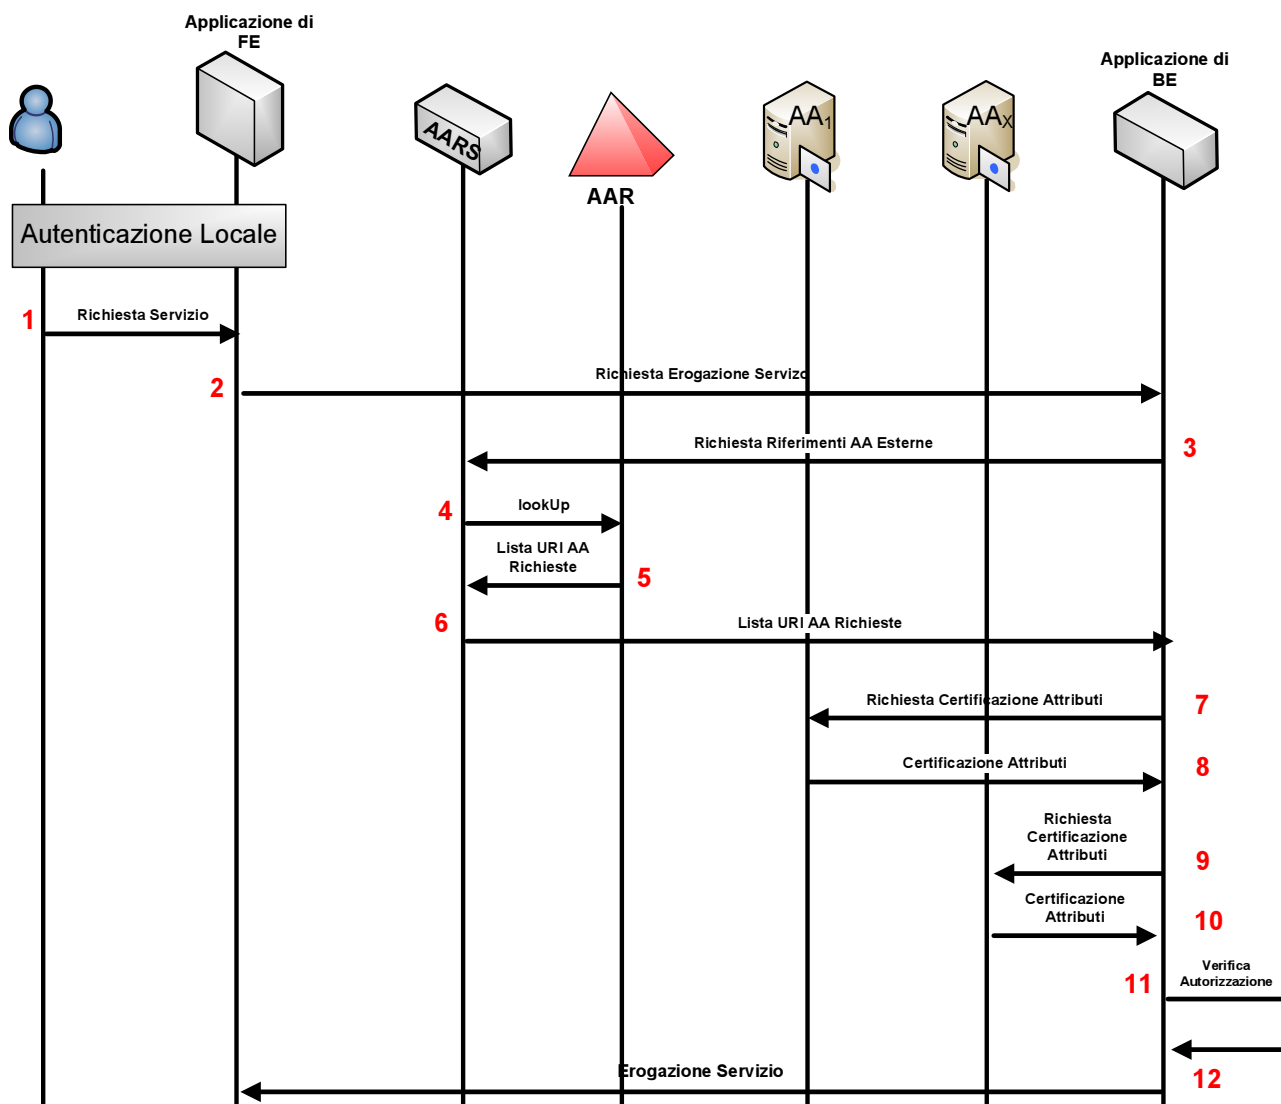 Applicazione di
FE
Applicazione di
BE
AARS
AA1
AAX
AAR
Autenticazione Locale
1
Richiesta Servizio
2
Richiesta Erogazione Servizo
Richiesta Riferimenti AA Esterne
3
4
lookUp
Lista URI AA
Richieste
5
6
Lista URI AA Richieste
Richiesta Certificazione Attributi
7
Certificazione Attributi
8
Richiesta
Certificazione
Attributi
9
Certificazione
Attributi
10
11
Verifica
Autorizzazione
Erogazione Servizio
12